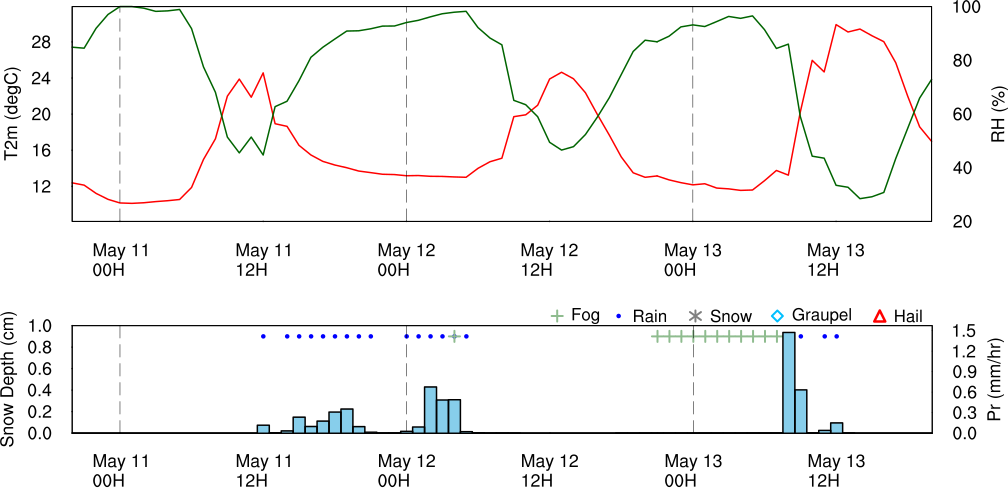 T2m (degC)
28
24
20
16
12
100
80
60
40
20
RH (%)
May 11 May 11 May 12 May 12 May 13 May 13
00H 12H 00H 12H 00H 12H
Fog Rain Snow Graupel Hail
Snow Depth (cm)
1.0
0.8
0.6
0.4
0.2
0.0
1.5
1.2
0.9
0.6
0.3
0.0
Pr (mm/hr)
May 11 May 11 May 12 May 12 May 13 May 13
00H 12H 00H 12H 00H 12H